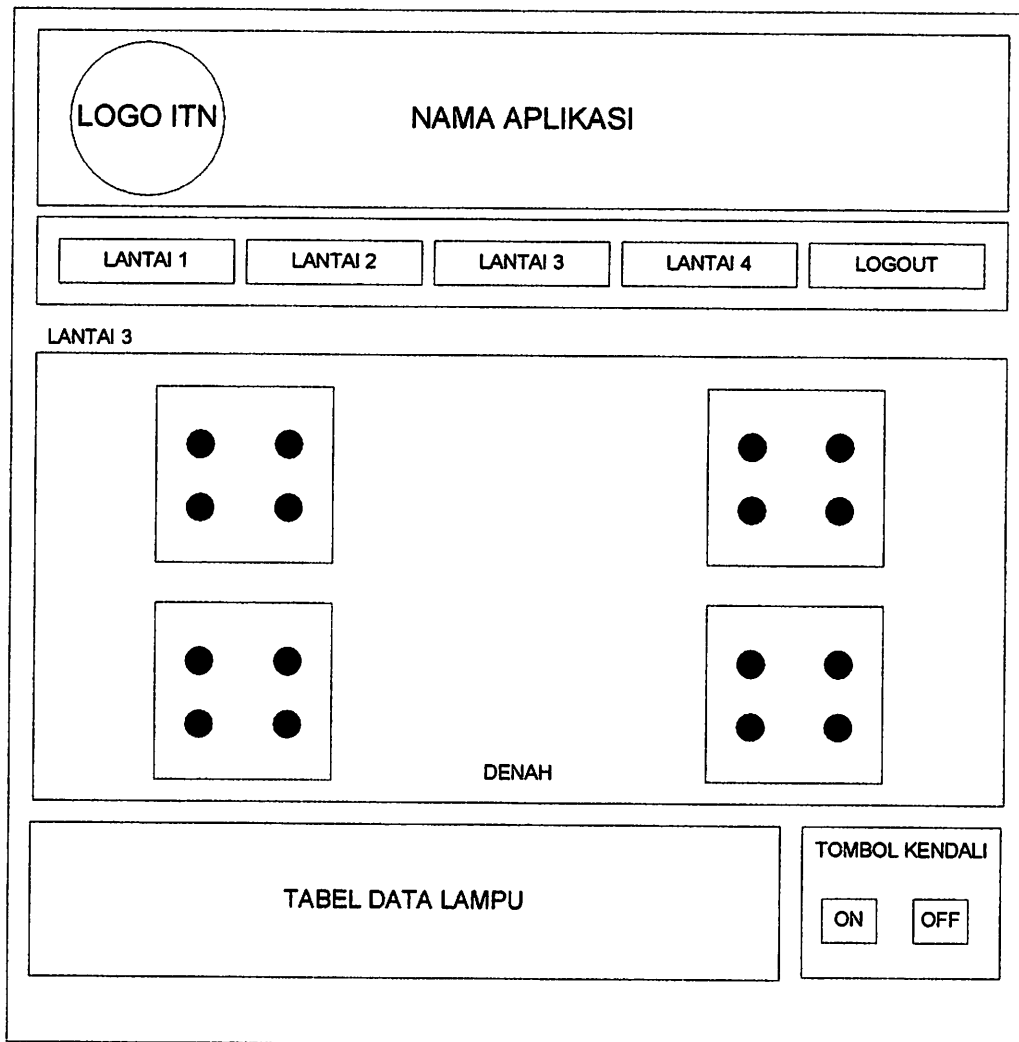 LOGO ITN
NAMA APLIKASI
LANTAI 1
LANTAI 2
LANTAI 3
LANTAI 4
LOGOUT
LANTAI 3
DENAH
TABEL DATA LAMPU
TOMBOL KENDALI
ON
OFF